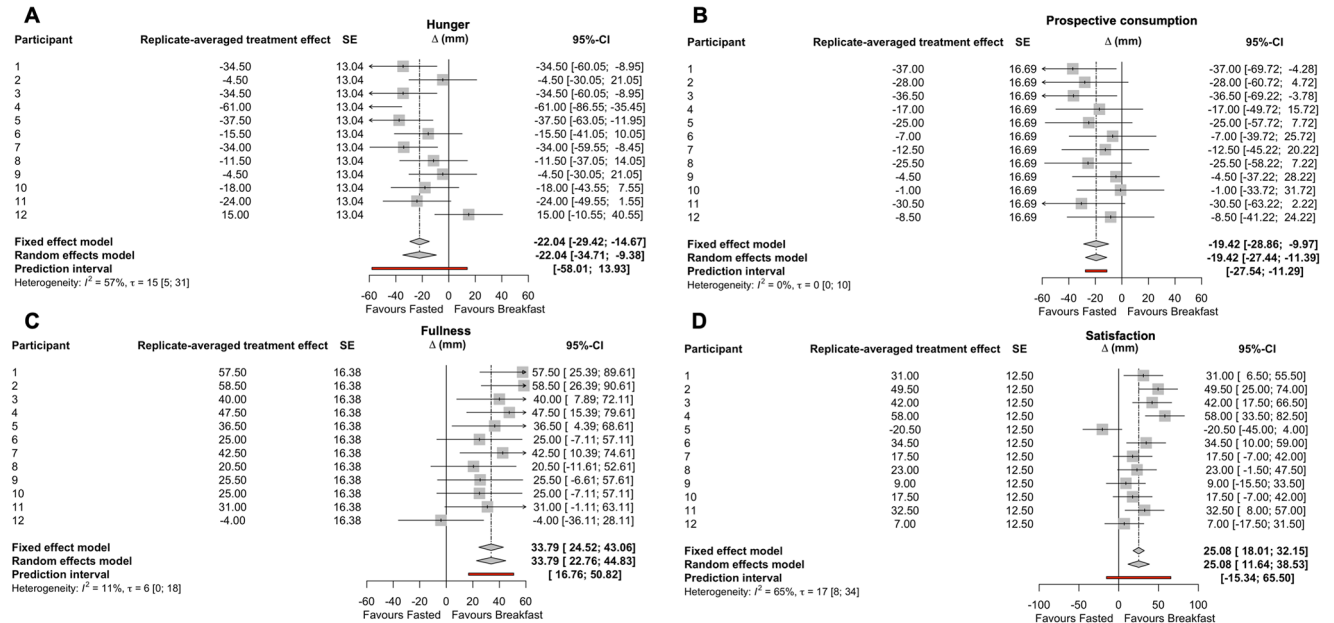 A
Hunger
Participant Replicate-averaged treatment effect SE Δ (mm) 95%-CI
1 -34.50 13.04 -34.50 [-60.05; -8.95]
2 -4.50 13.04 -4.50 [-30.05; 21.05]
3 -34.50 13.04 -34.50 [-60.05; -8.95]
4 -61.00 13.04 -61.00 [-86.55; -35.45]
5 -37.50 13.04 -37.50 [-63.05; -11.95]
6 -15.50 13.04 -15.50 [-41.05; 10.05]
7 -34.00 13.04 -34.00 [-59.55; -8.45]
8 -11.50 13.04 -11.50 [-37.05; 14.05]
9 -4.50 13.04 -4.50 [-30.05; 21.05]
10 -18.00 13.04 -18.00 [-43.55; 7.55]
11 -24.00 13.04 -24.00 [-49.55; 1.55]
12 15.00 13.04 15.00 [-10.55; 40.55]
Fixed effect model -22.04 [-29.42; -14.67]
Random effects model -22.04 [-34.71; -9.38]
Prediction interval [-58.01; 13.93]
Heterogeneity: I² = 57%, τ = 15 [5; 31]
-60 -40 -20 0 20 40 60
Favours Fasted Favours Breakfast
B
Prospective consumption
Participant Replicate-averaged treatment effect SE Δ (mm) 95%-CI
1 -37.00 16.69 -37.00 [-69.72; -4.28]
2 -28.00 16.69 -28.00 [-60.72; 4.72]
3 -36.50 16.69 -36.50 [-69.22; -3.78]
4 -17.00 16.69 -17.00 [-49.72; 15.72]
5 -25.00 16.69 -25.00 [-57.72; 7.72]
6 -7.00 16.69 -7.00 [-39.72; 25.72]
7 -12.50 16.69 -12.50 [-45.22; 20.22]
8 -25.50 16.69 -25.50 [-58.22; 7.22]
9 -4.50 16.69 -4.50 [-37.22; 28.22]
10 -1.00 16.69 -1.00 [-33.72; 31.72]
11 -30.50 16.69 -30.50 [-63.22; 2.22]
12 -8.50 16.69 -8.50 [-41.22; 24.22]
Fixed effect model -19.42 [-28.86; -9.97]
Random effects model -19.42 [-27.44; -11.39]
Prediction interval [-27.54; -11.29]
Heterogeneity: I² = 0%, τ = 0 [0; 10]
-60 -40 -20 0 20 40 60
Favours Fasted Favours Breakfast
C
Fullness
Participant Replicate-averaged treatment effect SE Δ (mm) 95%-CI
1 57.50 16.38 57.50 [25.39; 89.61]
2 58.50 16.38 58.50 [26.39; 90.61]
3 40.00 16.38 40.00 [ 7.89; 72.11]
4 47.50 16.38 47.50 [15.39; 79.61]
5 36.50 16.38 36.50 [ 4.39; 68.61]
6 25.00 16.38 25.00 [-7.11; 57.11]
7 42.50 16.38 42.50 [10.39; 74.61]
8 20.50 16.38 20.50 [-11.61; 52.61]
9 25.50 16.38 25.50 [-6.61; 57.61]
10 25.00 16.38 25.00 [-7.11; 57.11]
11 31.00 16.38 31.00 [-1.11; 63.11]
12 -4.00 16.38 -4.00 [-36.11; 28.11]
Fixed effect model 33.79 [ 24.52; 43.06]
Random effects model 33.79 [ 22.76; 44.83]
Prediction interval [ 16.76; 50.82]
Heterogeneity: I² = 11%, τ = 6 [0; 18]
-60 -40 -20 0 20 40 60
Favours Fasted Favours Breakfast
D
Satisfaction
Participant Replicate-averaged treatment effect SE Δ (mm) 95%-CI
1 31.00 12.50 31.00 [ 6.50; 55.50]
2 49.50 12.50 49.50 [ 25.00; 74.00]
3 42.00 12.50 42.00 [ 17.50; 66.50]
4 58.00 12.50 58.00 [ 33.50; 82.50]
5 -20.50 12.50 -20.50 [-45.00; 4.00]
6 34.50 12.50 34.50 [ 10.00; 59.00]
7 17.50 12.50 17.50 [ -7.00; 42.00]
8 23.00 12.50 23.00 [ -1.50; 47.50]
9 9.00 12.50 9.00 [-15.50; 33.50]
10 17.50 12.50 17.50 [ -7.00; 42.00]
11 32.50 12.50 32.50 [ 8.00; 57.00]
12 7.00 12.50 7.00 [-17.50; 31.50]
Fixed effect model 25.08 [ 18.01; 32.15]
Random effects model 25.08 [ 11.64; 38.53]
Prediction interval [-15.34; 65.50]
Heterogeneity: I² = 65%, τ = 17 [8; 34]
-100 -50 0 50 100
Favours Fasted Favours Breakfast